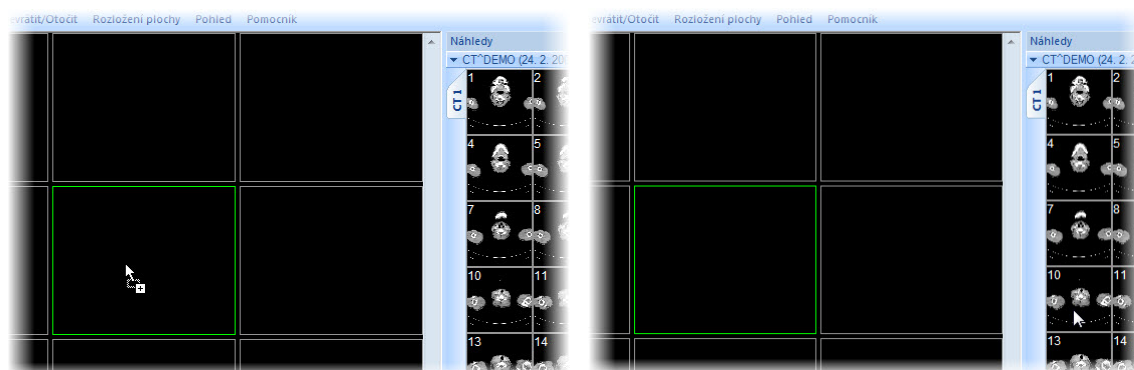 evrátit/Otočit Rozložení plochy Pohled Pomocník
Náhledy
CT^DEMO (24. 2. 200
CT 1
1 2
4 5
7 8
10 11
13 14
evrátit/Otočit Rozložení plochy Pohled Pomocník
Náhledy
CT^DEMO (24. 2. 2
CT 1
1 2
4 5
7 8
10 11
13 14